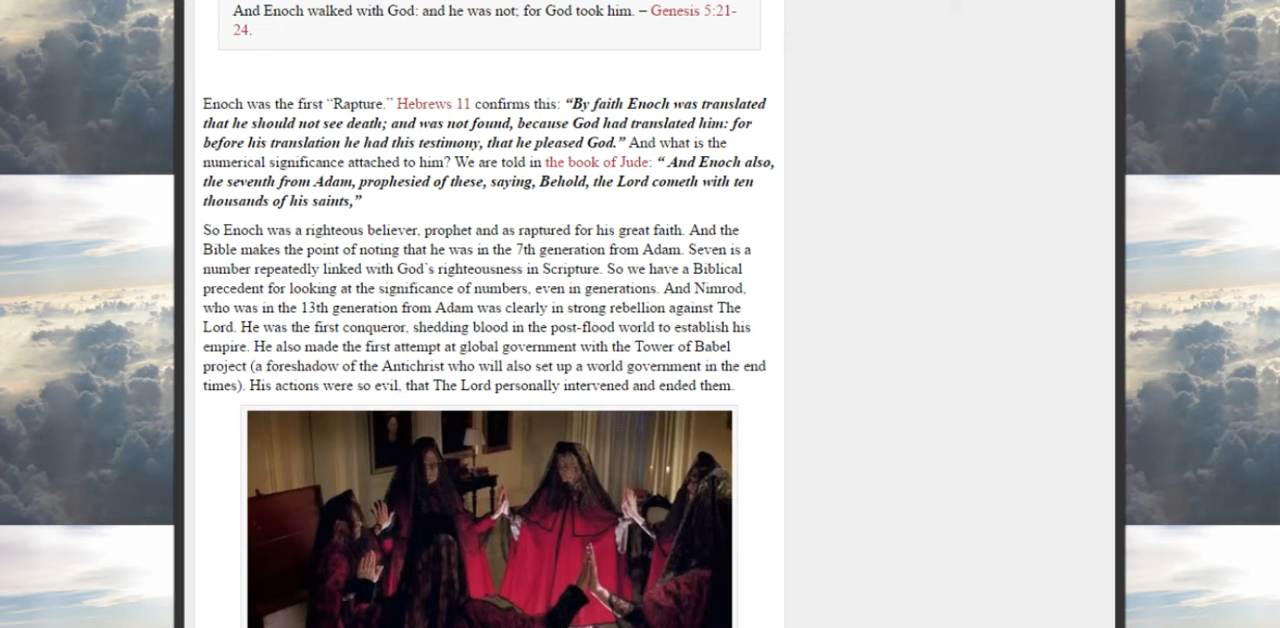 And Enoch walked with God: and he was not; for God took him. – Genesis 5:21-
24.
Enoch was the first “Rapture.” Hebrews 11 confirms this: “By faith Enoch was translated
that he should not see death; and was not found, because God had translated him: for
before his translation he had this testimony, that he pleased God.” And what is the
numerical significance attached to him? We are told in the book of Jude: “ And Enoch also,
the seventh from Adam, prophesied of these, saying, Behold, the Lord cometh with ten
thousands of his saints,”
So Enoch was a righteous believer, prophet and as raptured for his great faith. And the
Bible makes the point of noting that he was in the 7th generation from Adam. Seven is a
number repeatedly linked with God’s righteousness in Scripture. So we have a Biblical
precedent for looking at the significance of numbers, even in generations. And Nimrod,
who was in the 13th generation from Adam was clearly in strong rebellion against The
Lord. He was the first conqueror, shedding blood in the post-flood world to establish his
empire. He also made the first attempt at global government with the Tower of Babel
project (a foreshadow of the Antichrist who will also set up a world government in the end
times). His actions were so evil, that The Lord personally intervened and ended them.